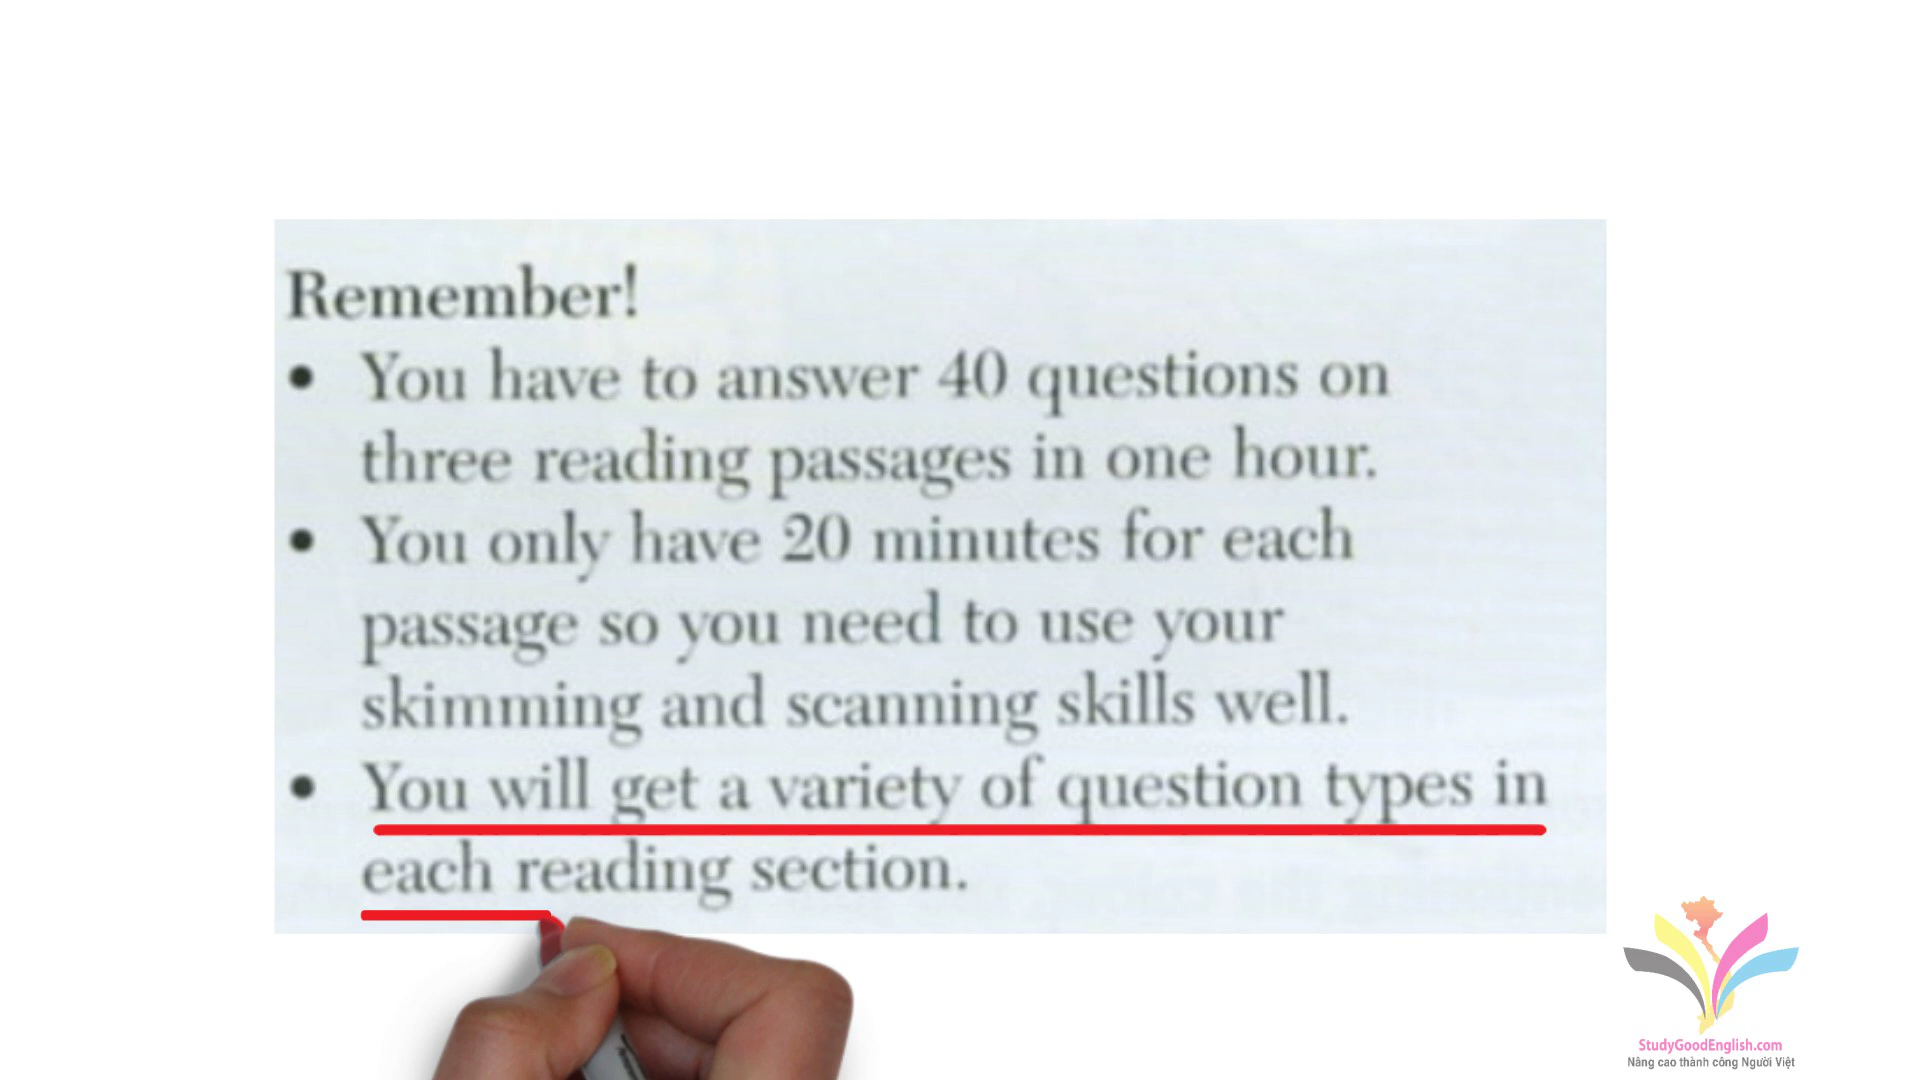 Remember!
• You have to answer 40 questions on
three reading passages in one hour.
• You only have 20 minutes for each
passage so you need to use your
skimming and scanning skills well.
• You will get a variety of question types in
each reading section.
StudyGoodEnglish.com
Nâng cao thành công Người Việt